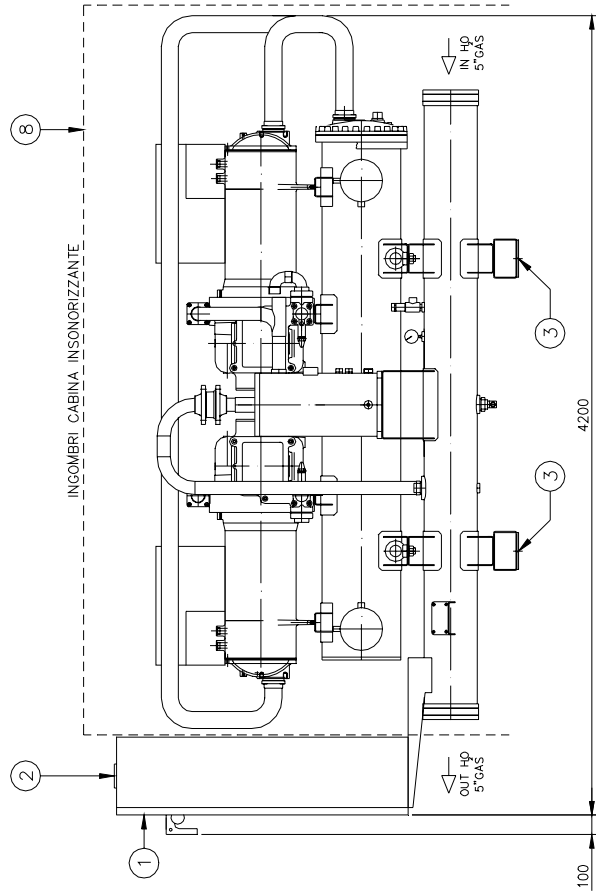 8
INGOMBRI CABINA INSONORIZZANTE
IN H2O
5"GAS
2
1
3
3
OUT H2O
5"GAS
4200
100